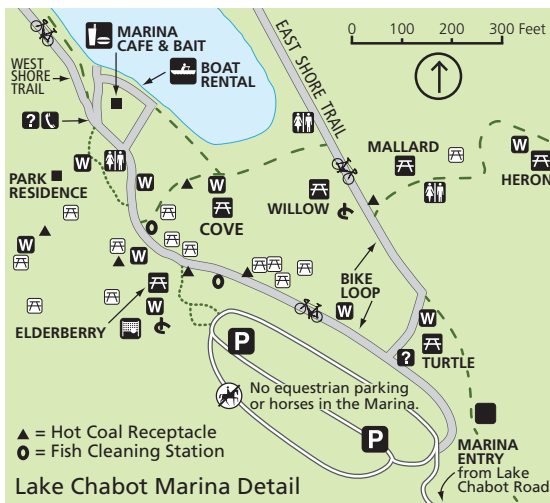 MARINA
CAFE & BAIT
BOAT
RENTAL
0 100 200 300 Feet
WEST
SHORE
TRAIL
EAST SHORE TRAIL
?
W
PARK
RESIDENCE
W
W
COVE
WILLOW
MALLARD
W
HERON
W
W
W
ELDERBERRY
BIKE
LOOP
W
W
?
TURTLE
P
No equestrian parking
or horses in the Marina.
P
▲ = Hot Coal Receptacle
= Fish Cleaning Station
MARINA
ENTRY
from Lake
Chabot Road
Lake Chabot Marina Detail